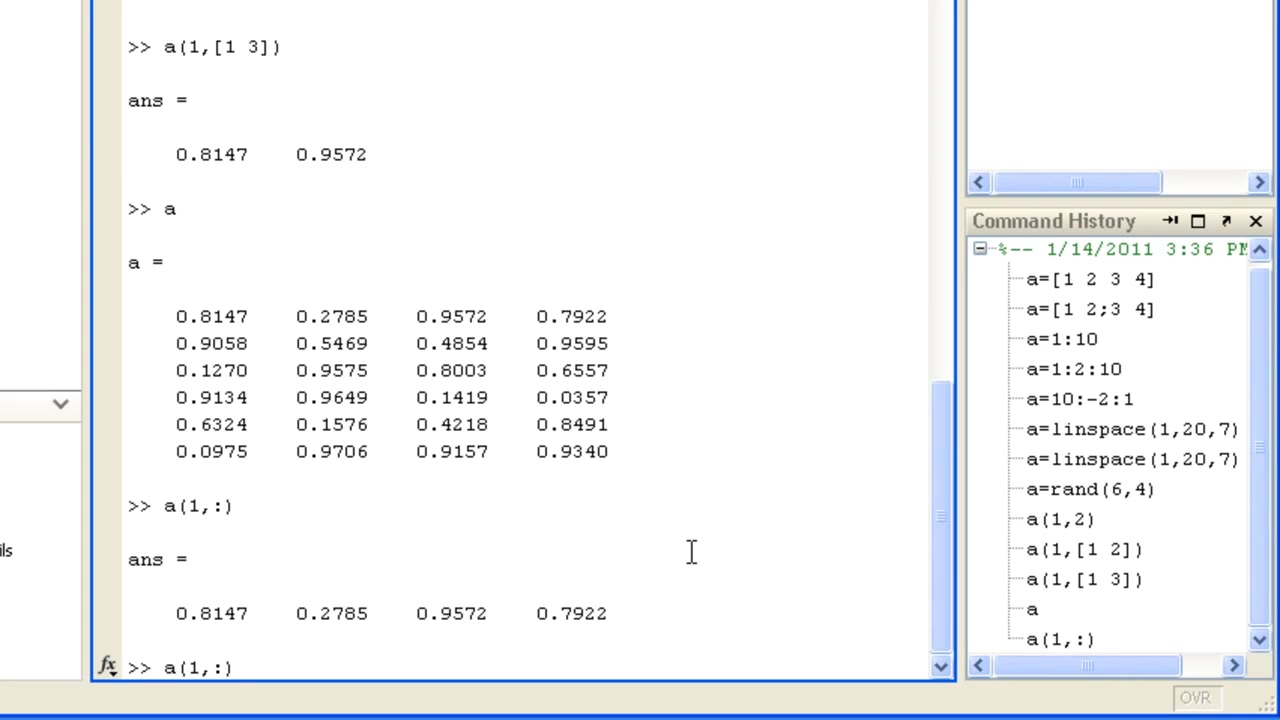 >> a(1,[1 3])
ans =
0.8147 0.9572
>> a
a =
0.8147 0.2785 0.9572 0.7922
0.9058 0.5469 0.4854 0.9595
0.1270 0.9575 0.8003 0.6557
0.9134 0.9649 0.1419 0.0357
0.6324 0.1576 0.4218 0.8491
0.0975 0.9706 0.9157 0.9340
>> a(1,:)
ans =
0.8147 0.2785 0.9572 0.7922
fx >> a(1,:)
ils
Command History
%-- 1/14/2011 3:36 PM
a=[1 2 3 4]
a=[1 2;3 4]
a=1:10
a=1:2:10
a=10:-2:1
a=linspace(1,20,7)
a=linspace(1,20,7)
a=rand(6,4)
a(1,2)
a(1,[1 2])
a(1,[1 3])
a
a(1,:)
OVR